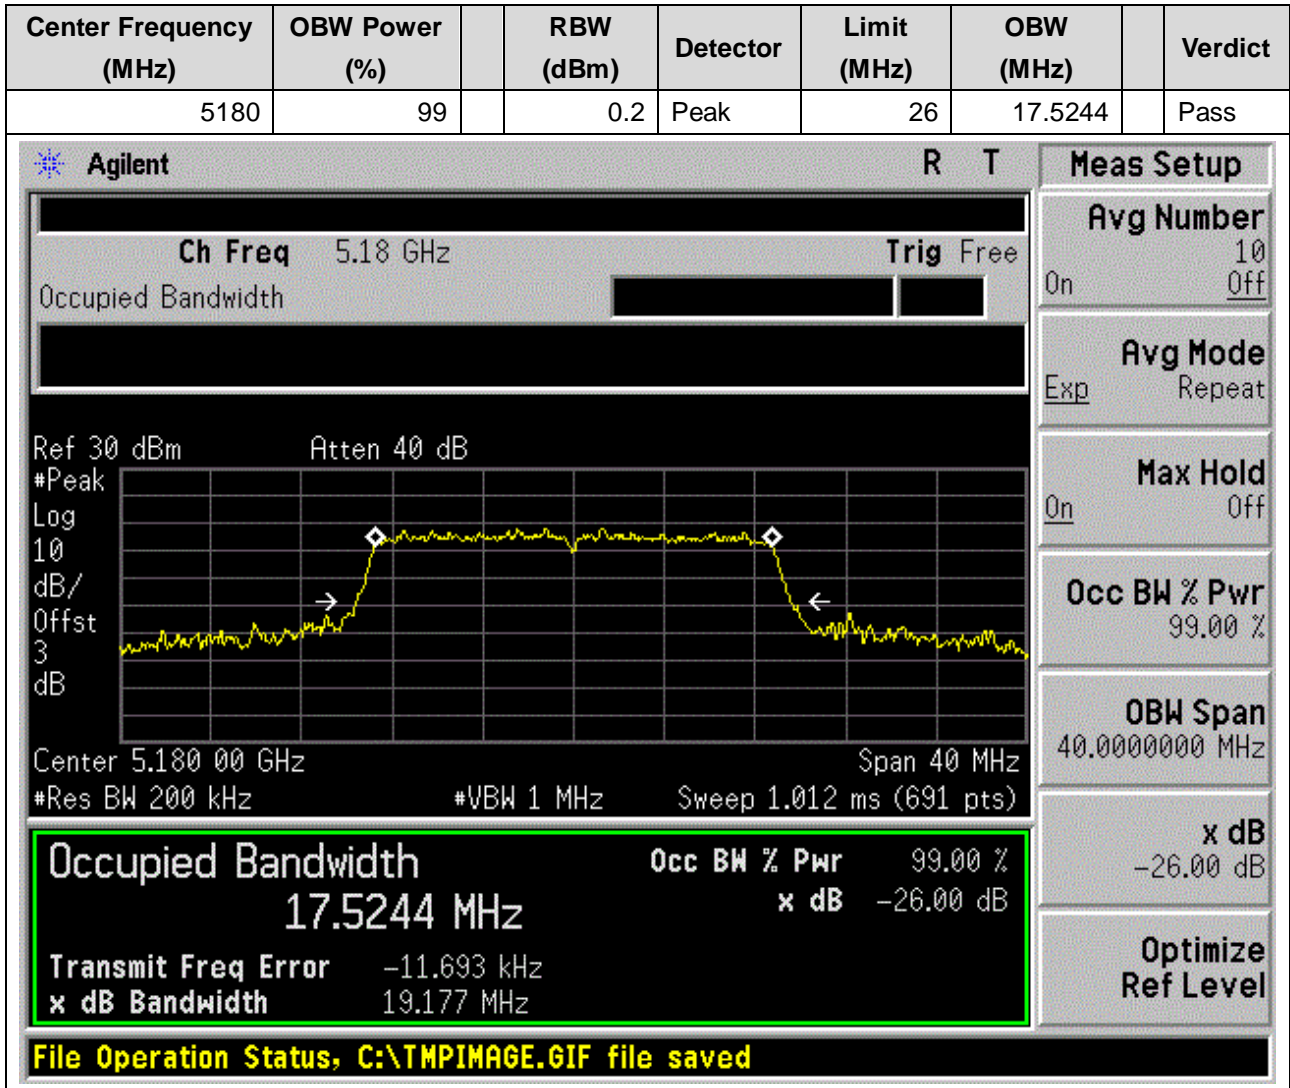 Center Frequency (MHz) OBW Power (%) RBW (dBm) Detector Limit (MHz) OBW (MHz) Verdict
5180 99 0.2 Peak 26 17.5244 Pass
Agilent R T Meas Setup
Ch Freq 5.18 GHz Trig Free
Occupied Bandwidth
Avg Number
10
On Off
Avg Mode
Exp Repeat
Max Hold
On Off
Occ BW % Pwr
99.00 %
OBW Span
40.0000000 MHz
x dB
-26.00 dB
Optimize
Ref Level
Ref 30 dBm Atten 40 dB
#Peak
Log
10
dB/
Offst
3
dB
Center 5.180 00 GHz Span 40 MHz
#Res BW 200 kHz #VBW 1 MHz Sweep 1.012 ms (691 pts)
Occupied Bandwidth Occ BW % Pwr 99.00 %
17.5244 MHz x dB -26.00 dB
Transmit Freq Error -11.693 kHz
x dB Bandwidth 19.177 MHz
File Operation Status, C:\TMPIMAGE.GIF file saved